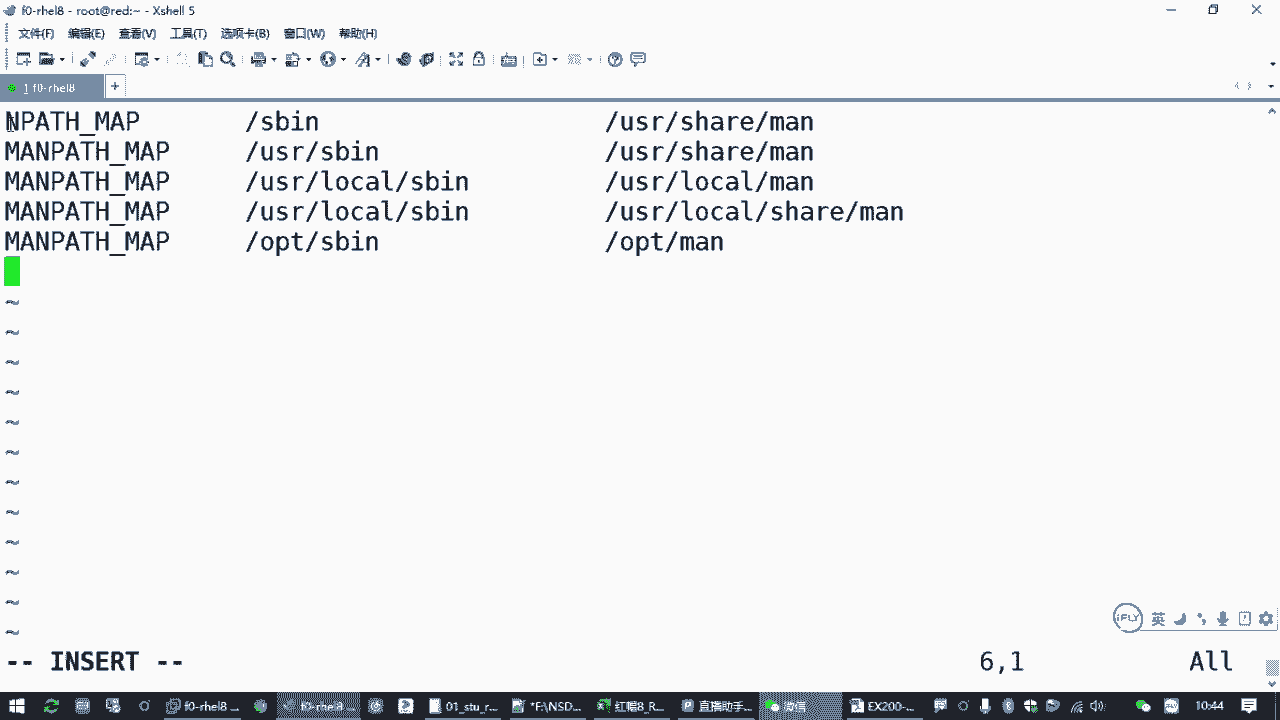 f0-rhel8 - root@red:~ - Xshell 5
文件(F) 编辑(E) 查看(V) 工具(T) 选项卡(B) 窗口(W) 帮助(H)
1 f0-rhel8 +
NPATH_MAP /sbin /usr/share/man
MANPATH_MAP /usr/sbin /usr/share/man
MANPATH_MAP /usr/local/sbin /usr/local/man
MANPATH_MAP /usr/local/sbin /usr/local/share/man
MANPATH_MAP /opt/sbin /opt/man
~
~
~
~
~
~
~
~
~
~
~
~
iFLY 英
-- INSERT -- 6,1 All
f0-rhel8 ... f0-rhel8... 01_stu_r... *F:\NSD... 红帽8_R... 直播助手... 微信 EX200-... 10:44